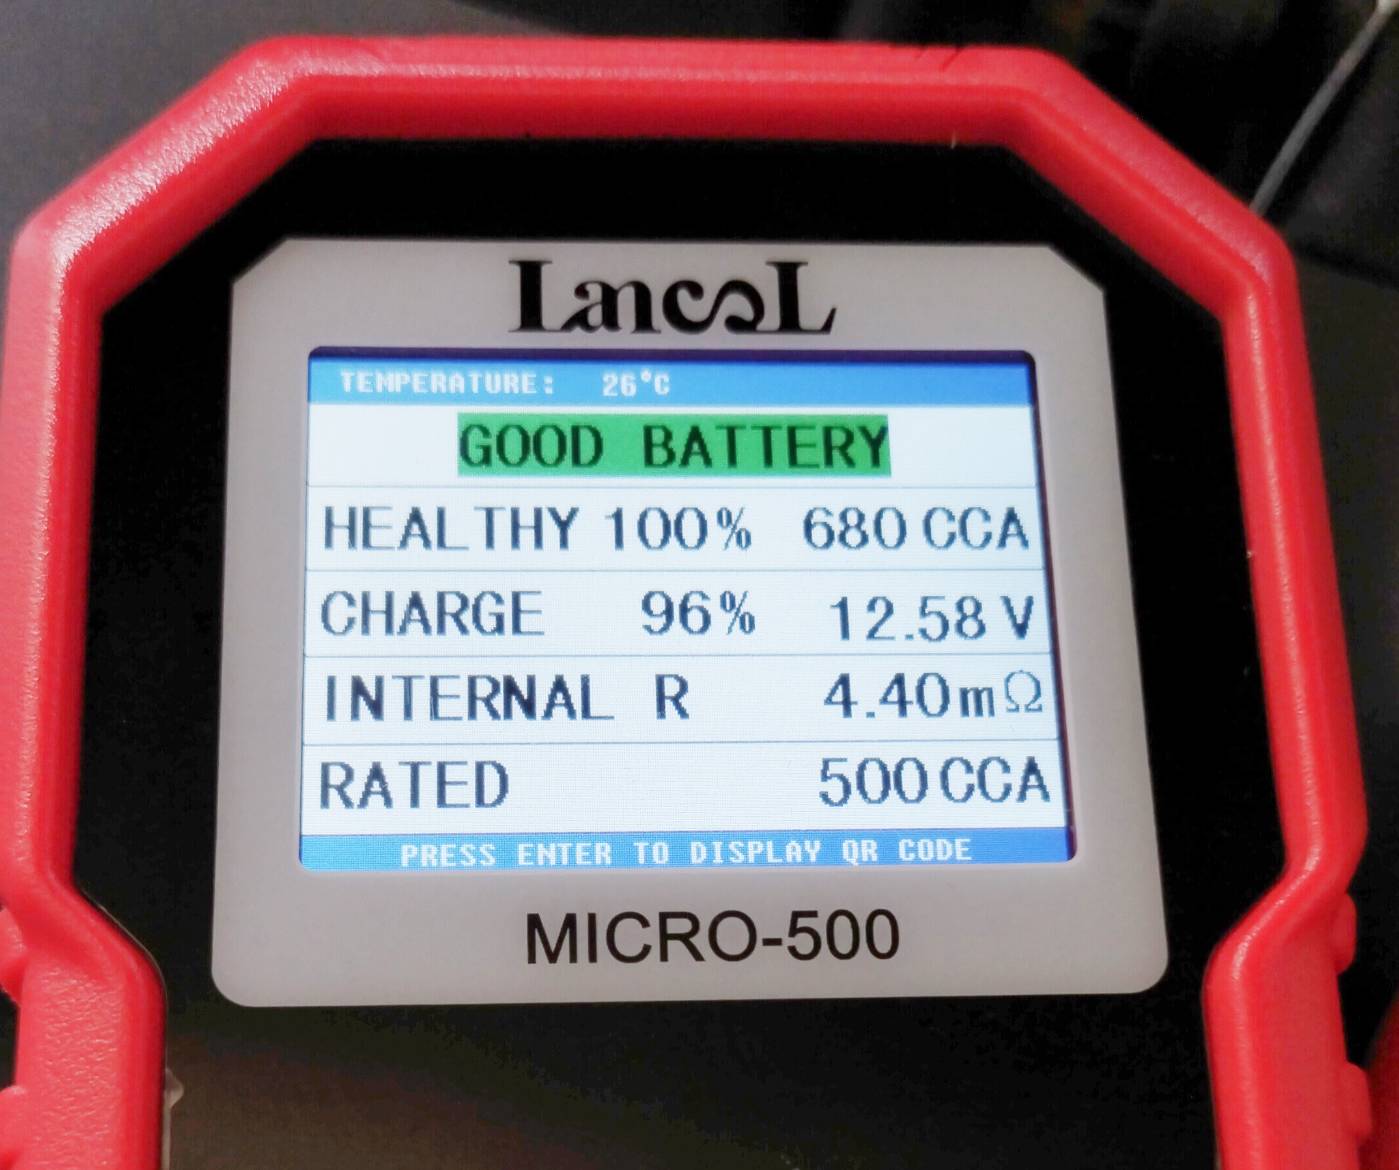 LancoL
TEMPERATURE: 26°C
GOOD BATTERY
HEALTHY 100% 680 CCA
CHARGE 96% 12.58 V
INTERNAL R 4.40mΩ
RATED 500 CCA
PRESS ENTER TO DISPLAY QR CODE
MICRO-500